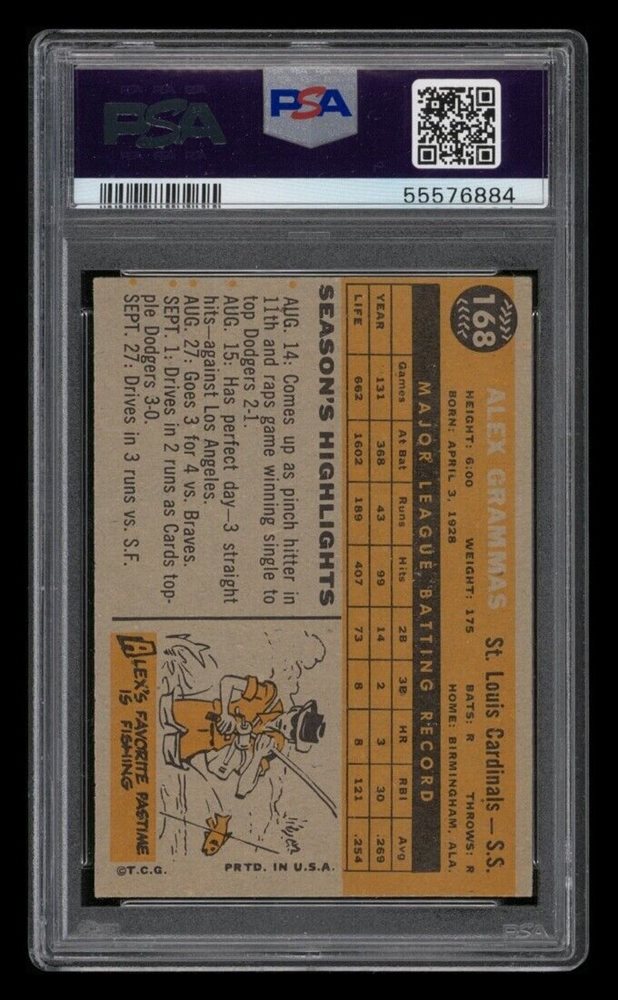 PSA
PSA
55576884
168
ALEX GRAMMAS St. Louis Cardinals — S.S.
HEIGHT: 6:00 WEIGHT: 175 BATS: R THROWS: R
BORN: APRIL 3, 1928 HOME: BIRMINGHAM, ALA.
MAJOR LEAGUE BATTING RECORD
Games At Bat Runs Hits 2B 3B HR RBI Avg
YEAR 131 368 43 99 14 2 3 30 .269
LIFE 662 1602 189 407 73 8 8 121 .254
SEASON'S HIGHLIGHTS
• AUG. 14: Comes up as pinch hitter in
11th and raps game winning single to
top Dodgers 2-1.
• AUG. 15: Has perfect day—3 straight
hits—against Los Angeles.
• AUG. 27: Goes 3 for 4 vs. Braves.
• SEPT. 1: Drives in 2 runs as Cards top-
ple Dodgers 3-0.
• SEPT. 27: Drives in 3 runs vs. S.F.
ALEX'S FAVORITE PASTIME
IS FISHING
©T.C.G. PRTD. IN U.S.A.
PSA